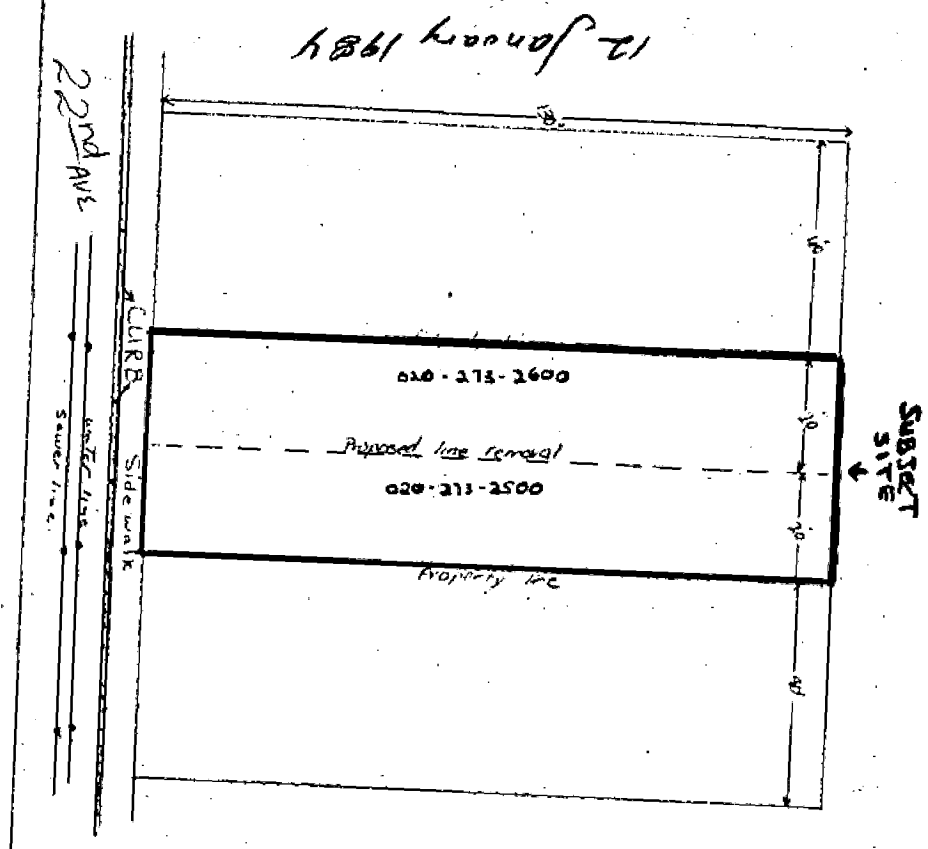 12 January 1984
22nd AVE
020-273-2600
Proposed line removal
020-273-2500
Property line
SUBJECT
SITE
CURB
Sidewalk
water line
sewer line